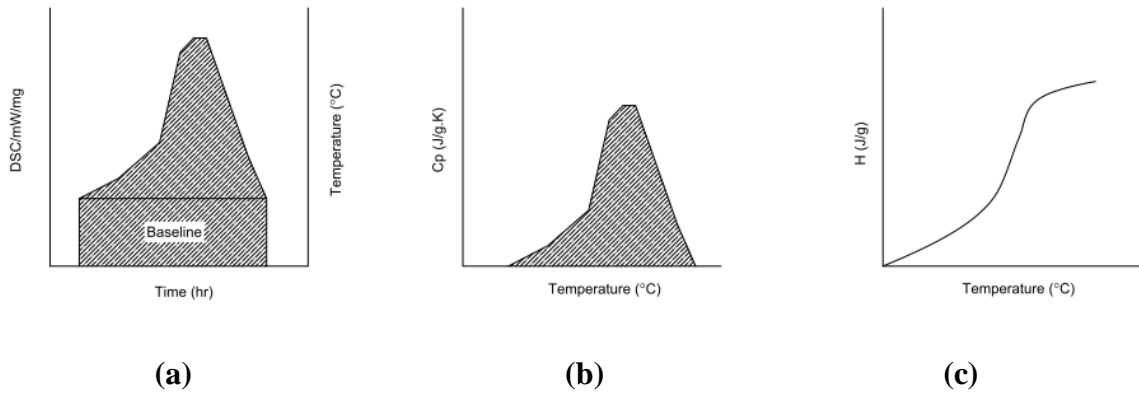 DSC/mW/mg
Baseline
Temperature (°C)
Time (hr)
Cp (J/g.K)
Temperature (°C)
H (J/g)
Temperature (°C)
(a)
(b)
(c)